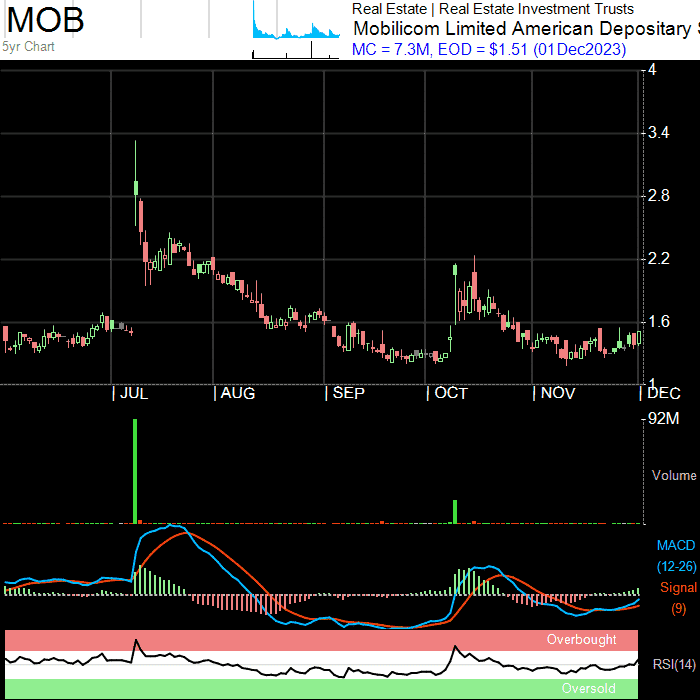 MOB
5yr Chart
Real Estate | Real Estate Investment Trusts
Mobilicom Limited American Depositary S
MC = 7.3M, EOD = $1.51 (01Dec2023)
4
3.4
2.8
2.2
1.6
1
JUL AUG SEP OCT NOV DEC
92M
Volume
MACD
(12-26)
Signal
(9)
Overbought
RSI(14)
Oversold